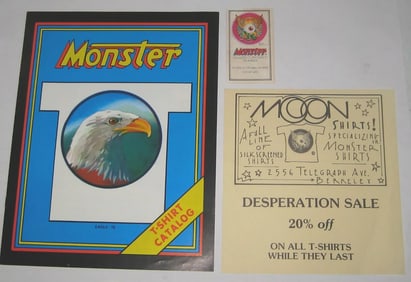 Monster
EAGLE 76
T-SHIRT
CATALOG
MONSTER
MOON
A FULL
LINE
OF
SILKSCREENED
SHIRTS
SHIRTS!
SPECIALIZING
IN
MONSTER
SHIRTS
2556 TELEGRAPH AVE.
BERKELEY
DESPERATION SALE
20% off
ON ALL T-SHIRTS
WHILE THEY LAST